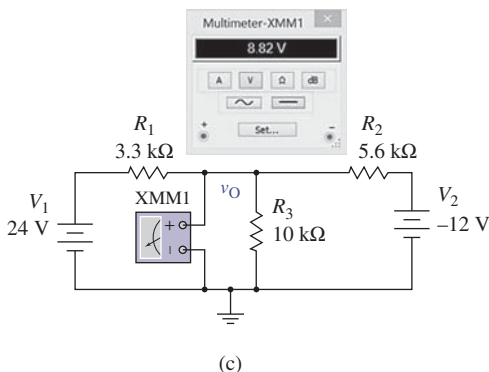 Multimeter-XMM1
8.82 V
A V Ω dB
+ Set... -
R1
3.3 kΩ
R2
5.6 kΩ
XMM1
+
-
vO
R3
10 kΩ
V1
24 V
V2
–12 V
(c)